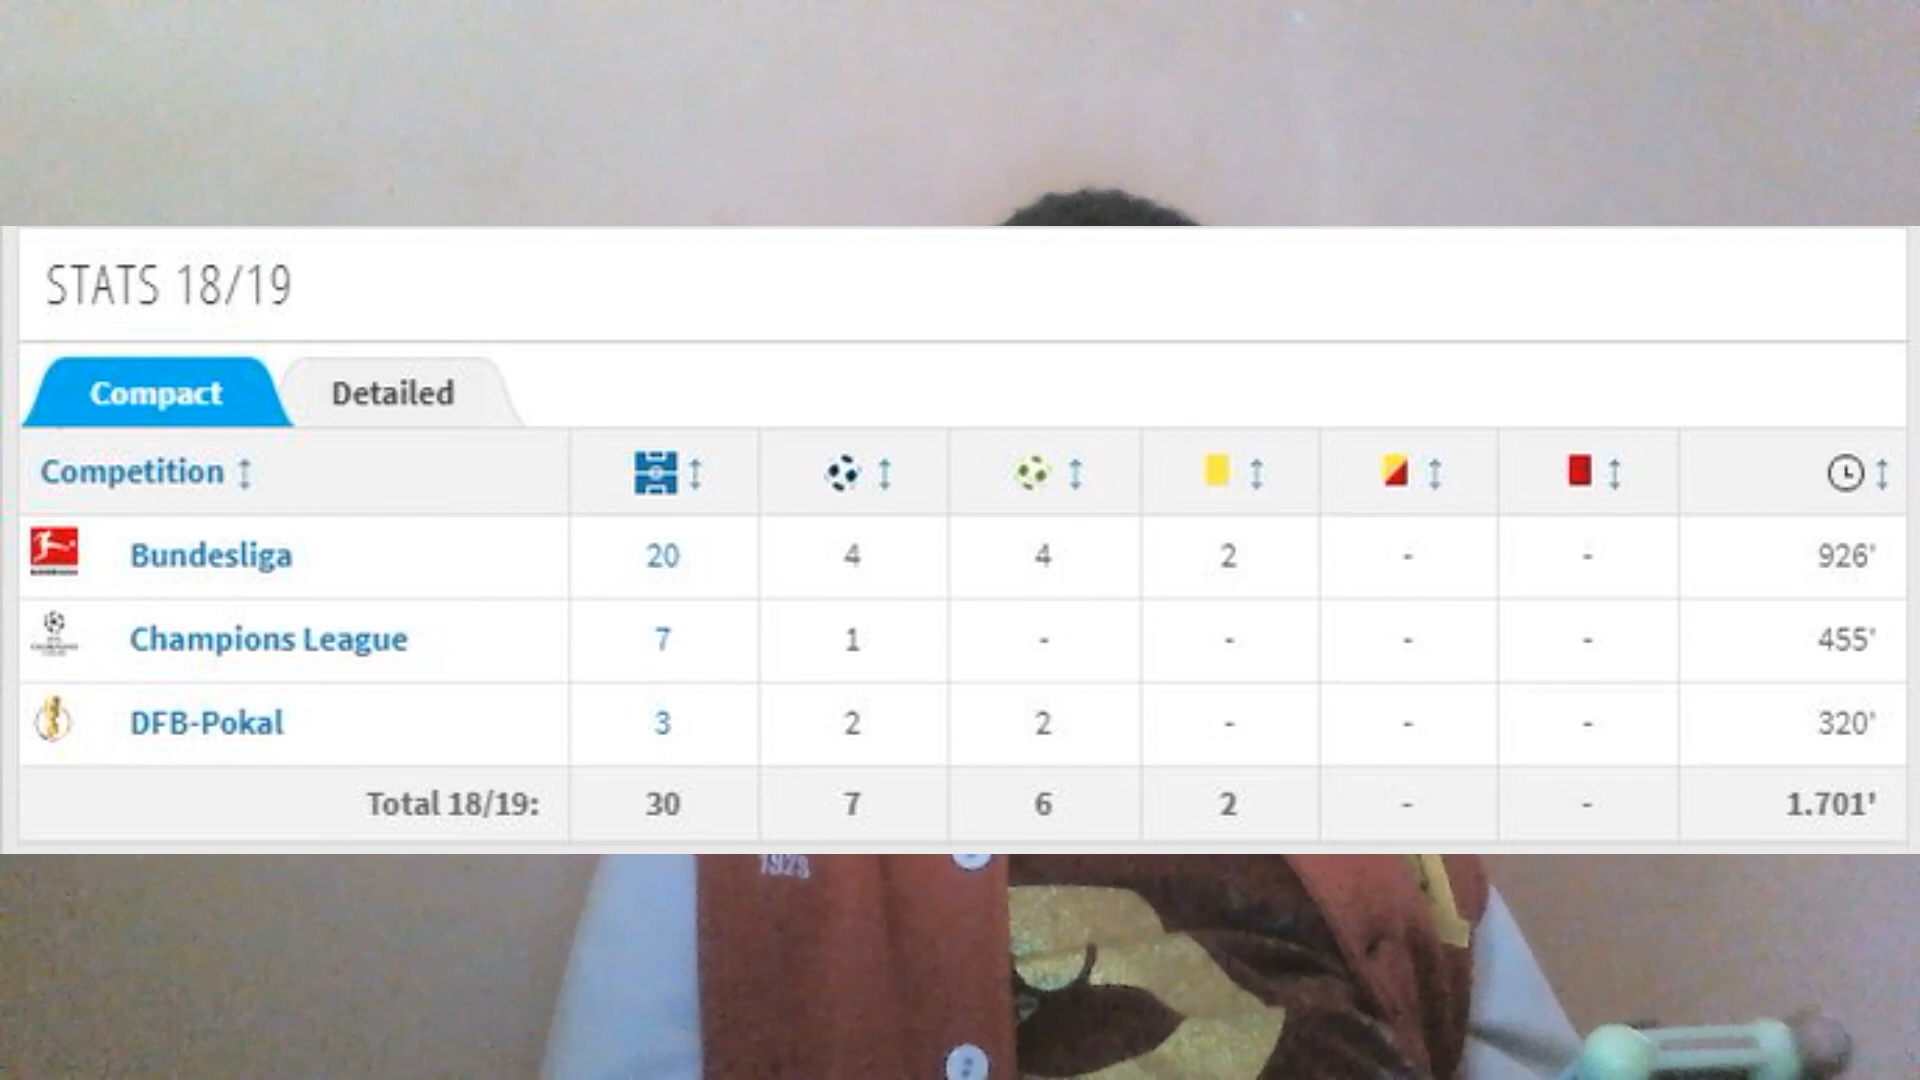 STATS 18/19
Compact Detailed
Competition
Bundesliga 20 4 4 2 - - 926'
Champions League 7 1 - - - - 455'
DFB-Pokal 3 2 2 - - - 320'
Total 18/19: 30 7 6 2 - - 1.701'
1923